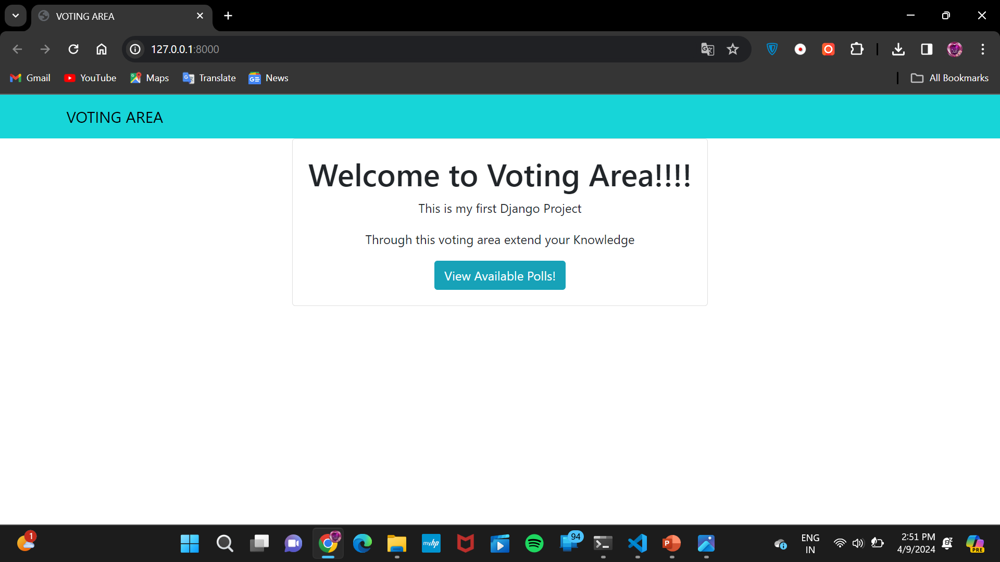 VOTING AREA
127.0.0.1:8000
Gmail YouTube Maps Translate News All Bookmarks
VOTING AREA
Welcome to Voting Area!!!!
This is my first Django Project
Through this voting area extend your Knowledge
View Available Polls!
1
myhp
94
P
ENG
IN
2:51 PM
4/9/2024
PRE